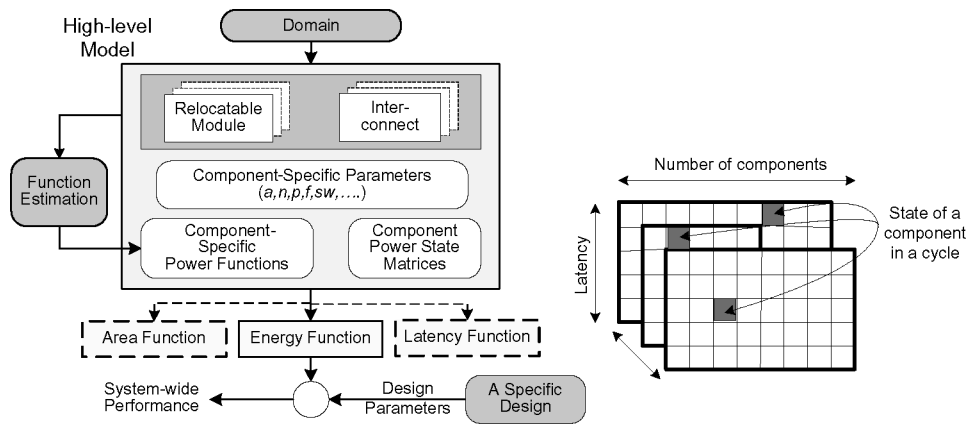 High-level
Model
Domain
Relocatable
Module
Inter-
connect
Component-Specific Parameters
(a,n,p,f,sw,....)
Function
Estimation
Component-
Specific
Power Functions
Component
Power State
Matrices
Area Function
Energy Function
Latency Function
System-wide
Performance
Design
Parameters
A Specific
Design
Number of components
Latency
State of a
component
in a cycle